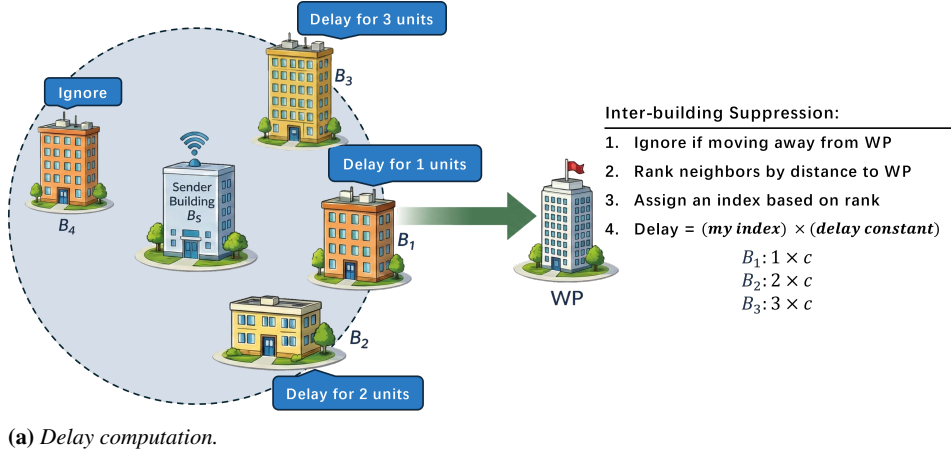 Delay for 3 units
B3
Ignore
Delay for 1 units
Sender
Building
BS
B4
B1
B2
Delay for 2 units
WP
Inter-building Suppression:
1. Ignore if moving away from WP
2. Rank neighbors by distance to WP
3. Assign an index based on rank
4. Delay = (my index) × (delay constant)
B1: 1 × c
B2: 2 × c
B3: 3 × c
(a) Delay computation.